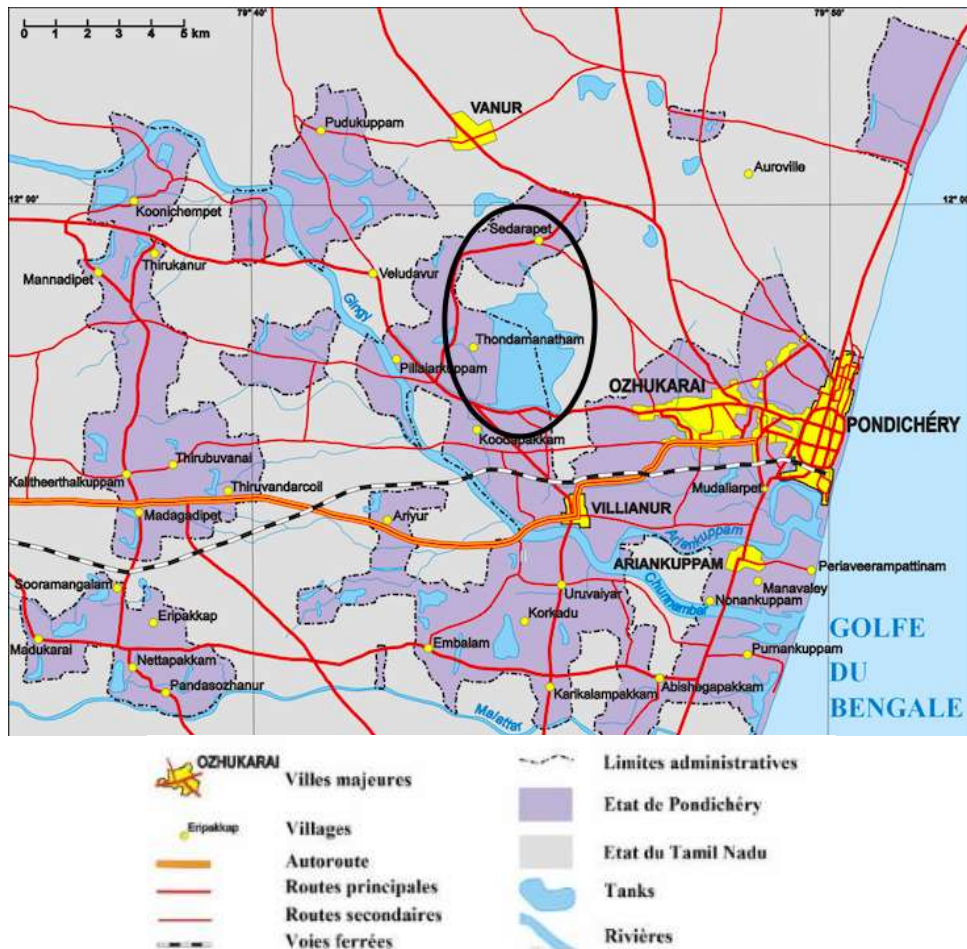 79° 40'
79° 50'
0 1 2 3 4 5 km
VANUR
Pudukuppam
Auroville
12° 00'
12° 00'
Koonichempet
Sedarapet
Thirukanur
Mannadipet
Veludavur
Gingy
Thondamanatham
Pillaiarkuppam
OZHUKARAI
PONDICHÉRY
Koodapakkam
Thirubuvanai
Kalitheerthalkuppam
Thiruvandarcoil
Mudaliarpet
VILLIANUR
Madagadipet
Ariyur
Ariankuppam
ARIANKUPPAM
Periaveerampattinam
Sooramangalam
Chunnambar
Manavaley
Uruvaiyar
Nonankuppam
Eripakkap
Korkadu
GOLFE
DU
BENGALE
Madukarai
Embalam
Purnankuppam
Nettapakkam
Pandasozhanur
Karikalampakkam
Abishegapakkam
Malattar
OZHUKARAI
Villes majeures
Limites administratives
Etat de Pondichéry
Eripakkap
Villages
Etat du Tamil Nadu
Autoroute
Routes principales
Tanks
Routes secondaires
Voies ferrées
Rivières